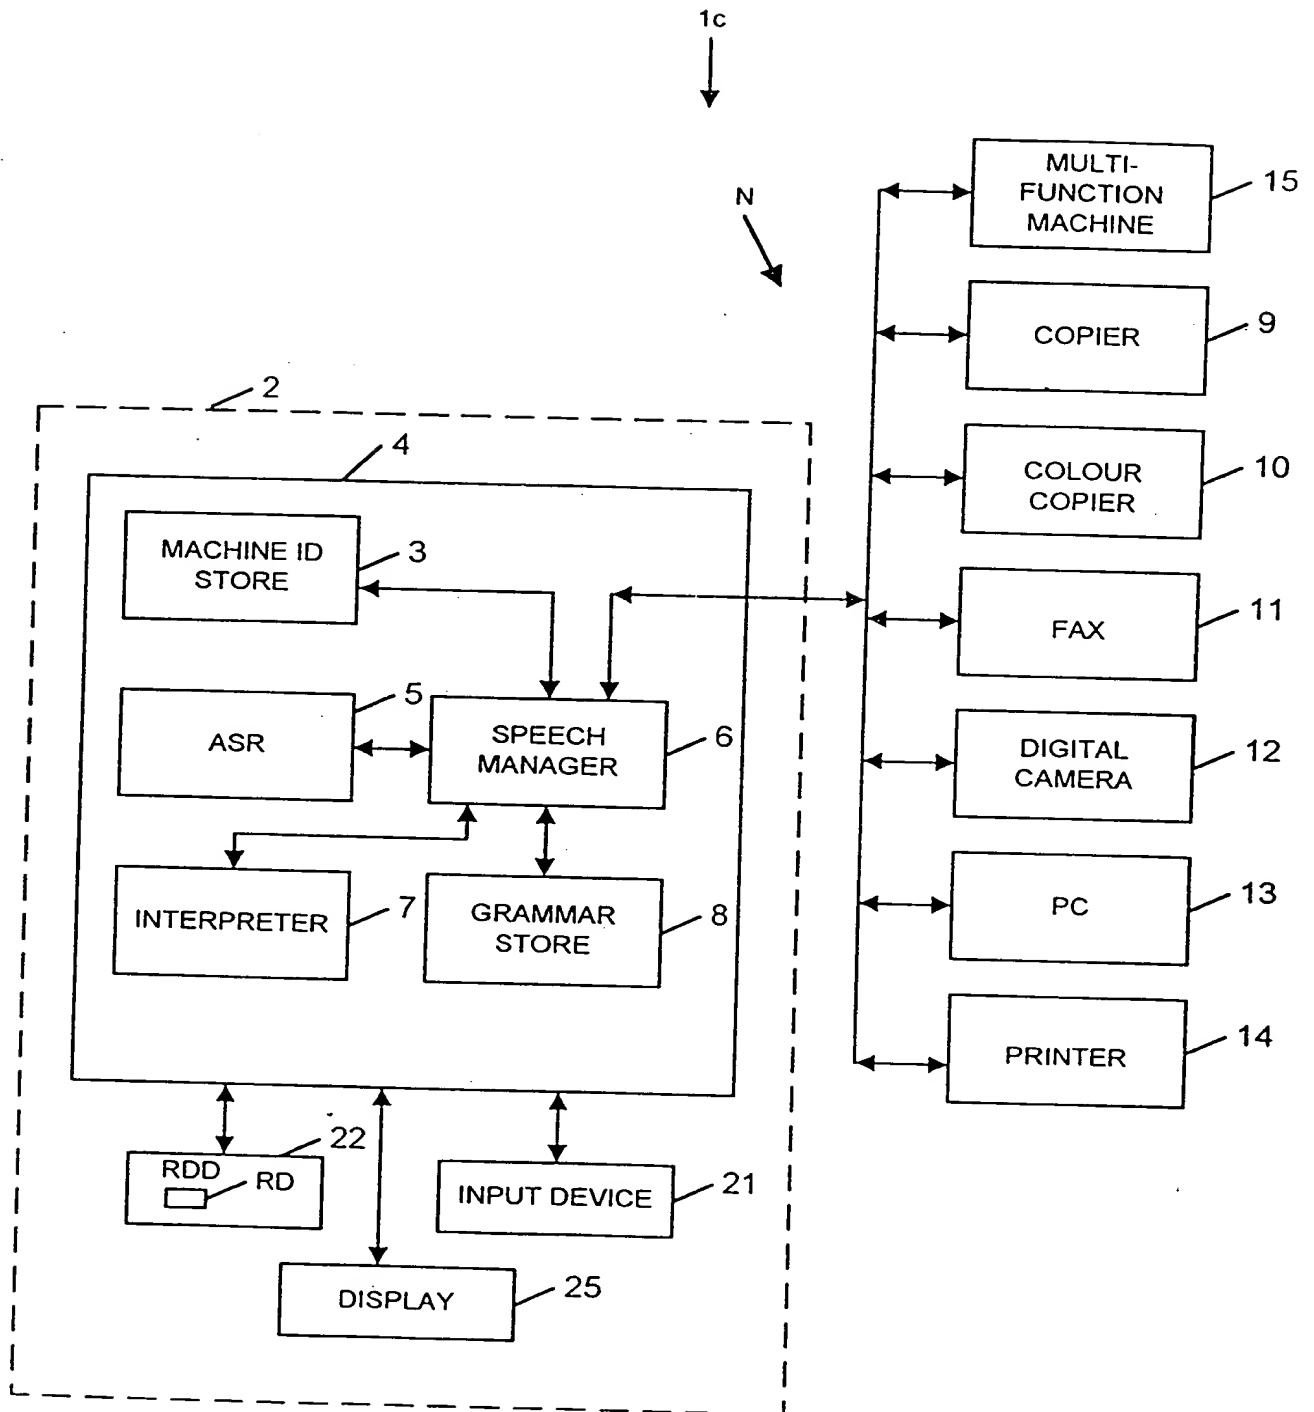 1c
N
MULTI-
FUNCTION
MACHINE
15
COPIER
9
COLOUR
COPIER
10
FAX
11
DIGITAL
CAMERA
12
PC
13
PRINTER
14
2
4
MACHINE ID
STORE
3
ASR
5
SPEECH
MANAGER
6
INTERPRETER
7
GRAMMAR
STORE
8
22
RDD
RD
INPUT DEVICE
21
DISPLAY
25